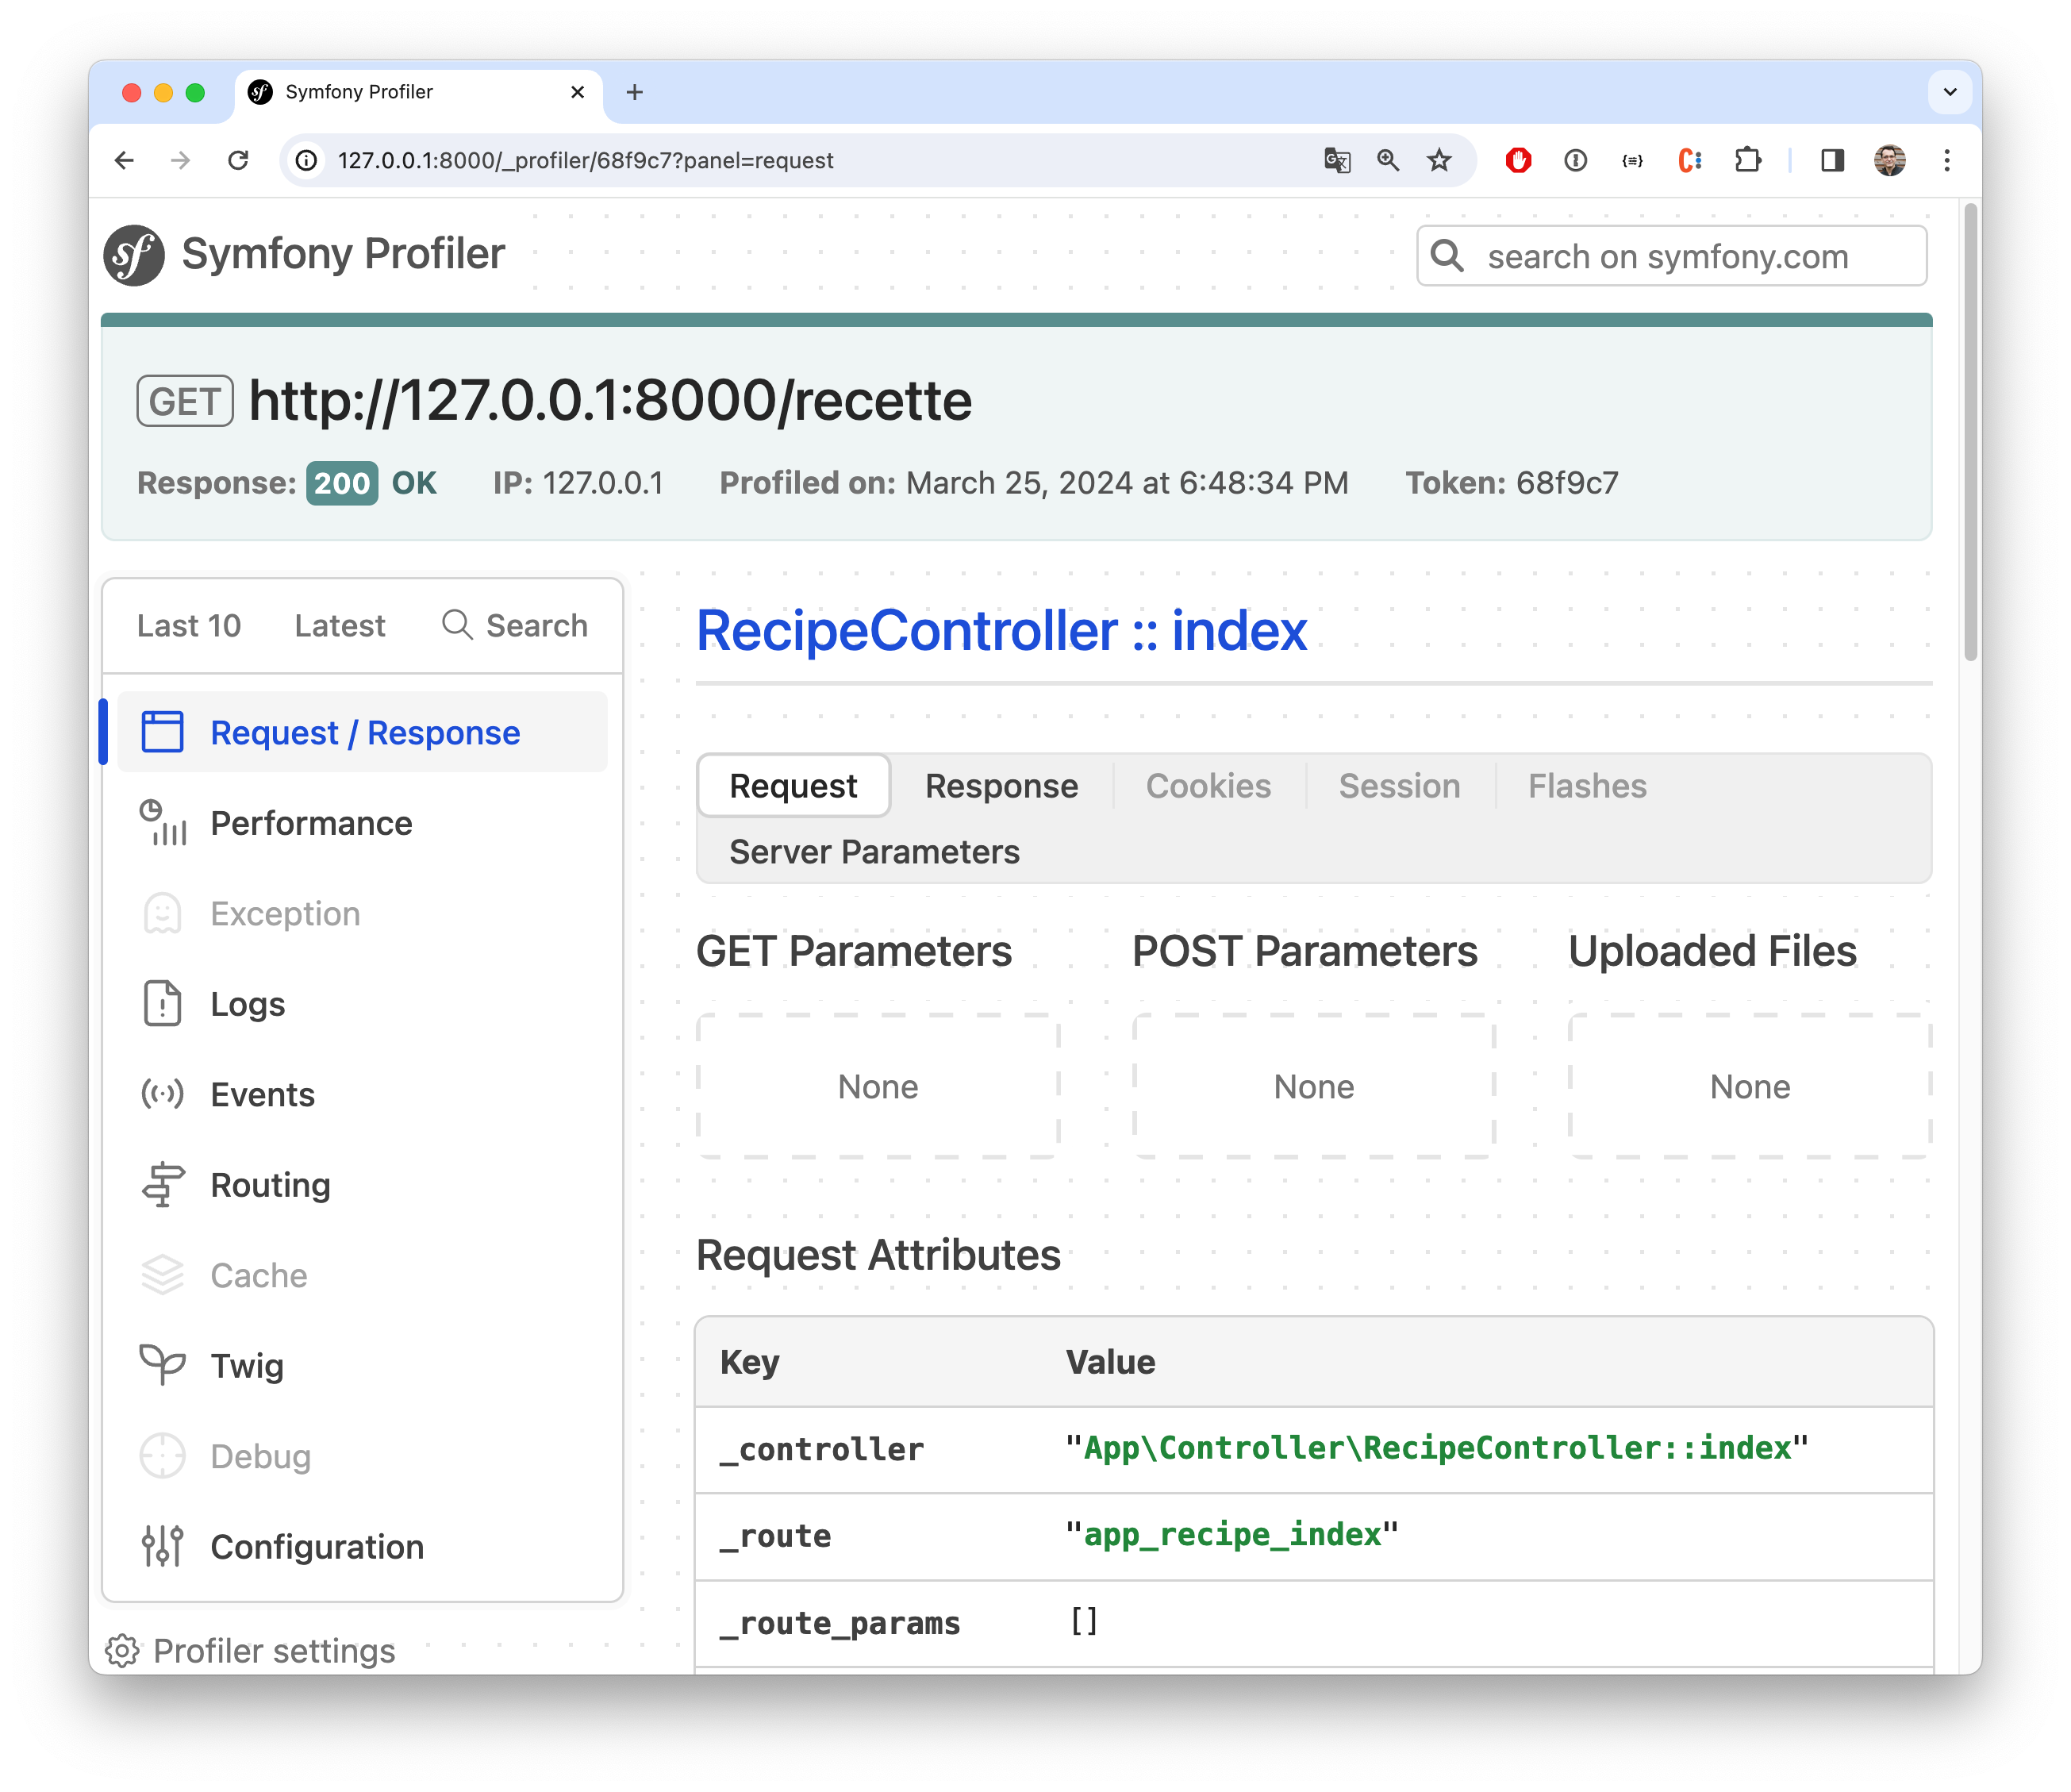 Symfony Profiler
127.0.0.1:8000/_profiler/68f9c7?panel=request
sf Symfony Profiler
search on symfony.com
GET http://127.0.0.1:8000/recette
Response: 200 OK IP: 127.0.0.1 Profiled on: March 25, 2024 at 6:48:34 PM Token: 68f9c7
Last 10 Latest Search
Request / Response
Performance
Exception
Logs
Events
Routing
Cache
Twig
Debug
Configuration
Profiler settings
RecipeController :: index
Request Response Cookies Session Flashes
Server Parameters
GET Parameters POST Parameters Uploaded Files
None None None
Request Attributes
Key Value
_controller "App\Controller\RecipeController::index"
_route "app_recipe_index"
_route_params []